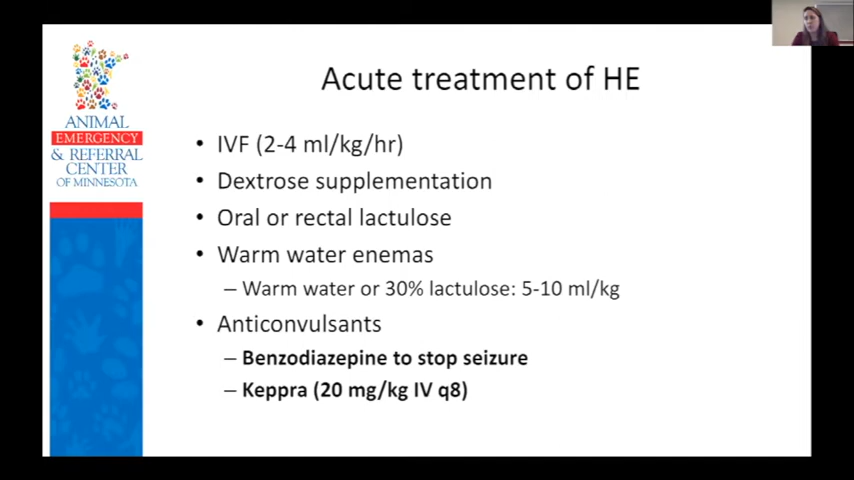 Acute treatment of HE
ANIMAL
EMERGENCY
& REFERRAL
CENTER
OF MINNESOTA
• IVF (2-4 ml/kg/hr)
• Dextrose supplementation
• Oral or rectal lactulose
• Warm water enemas
– Warm water or 30% lactulose: 5-10 ml/kg
• Anticonvulsants
– Benzodiazepine to stop seizure
– Keppra (20 mg/kg IV q8)